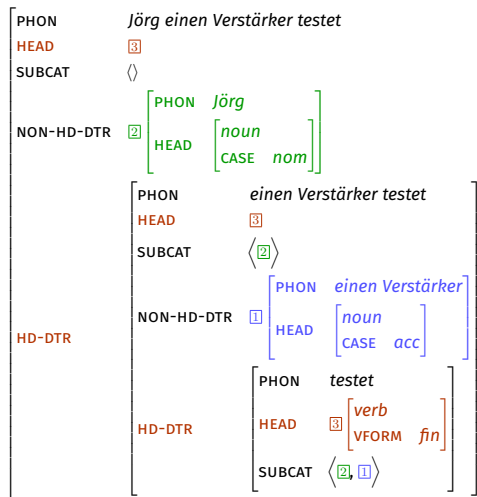 PHON Jörg einen Verstärker testet
HEAD 3
SUBCAT ⟨⟩
PHON Jörg
NON-HD-DTR 2 noun
HEAD CASE nom
PHON einen Verstärker testet
HEAD 3
SUBCAT ⟨2⟩
PHON einen Verstärker
NON-HD-DTR 1 noun
HEAD CASE acc
HD-DTR
PHON testet
HD-DTR HEAD 3 verb
VFORM fin
SUBCAT ⟨2, 1⟩